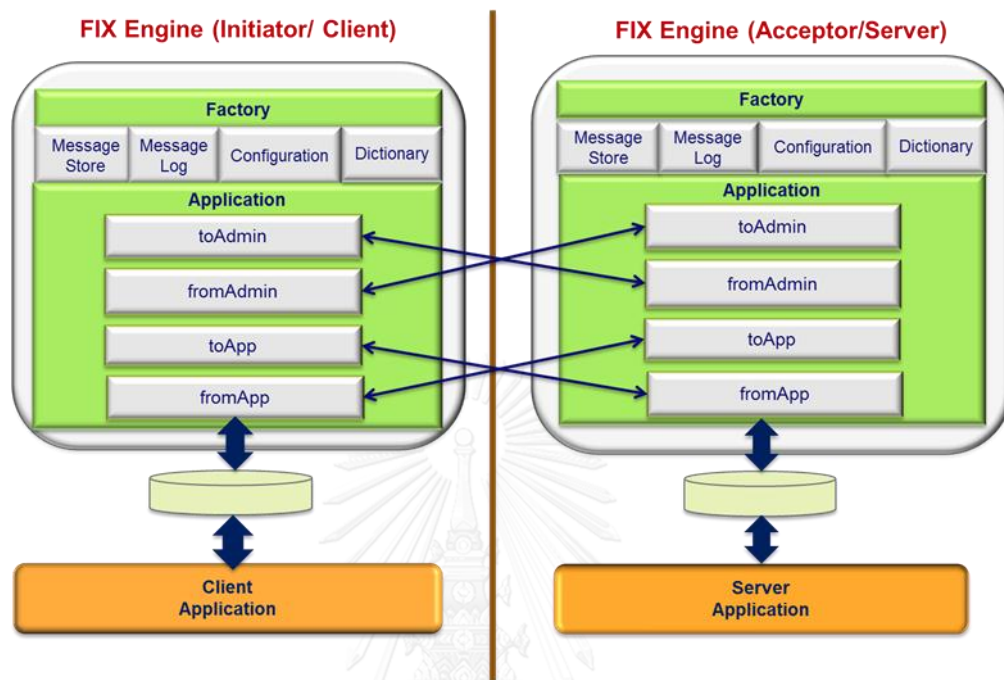 FIX Engine (Initiator/ Client)
Factory
Message
Store
Message
Log
Configuration
Dictionary
Application
toAdmin
fromAdmin
toApp
fromApp
Client
Application
FIX Engine (Acceptor/Server)
Factory
Message
Store
Message
Log
Configuration
Dictionary
Application
toAdmin
fromAdmin
toApp
fromApp
Server
Application